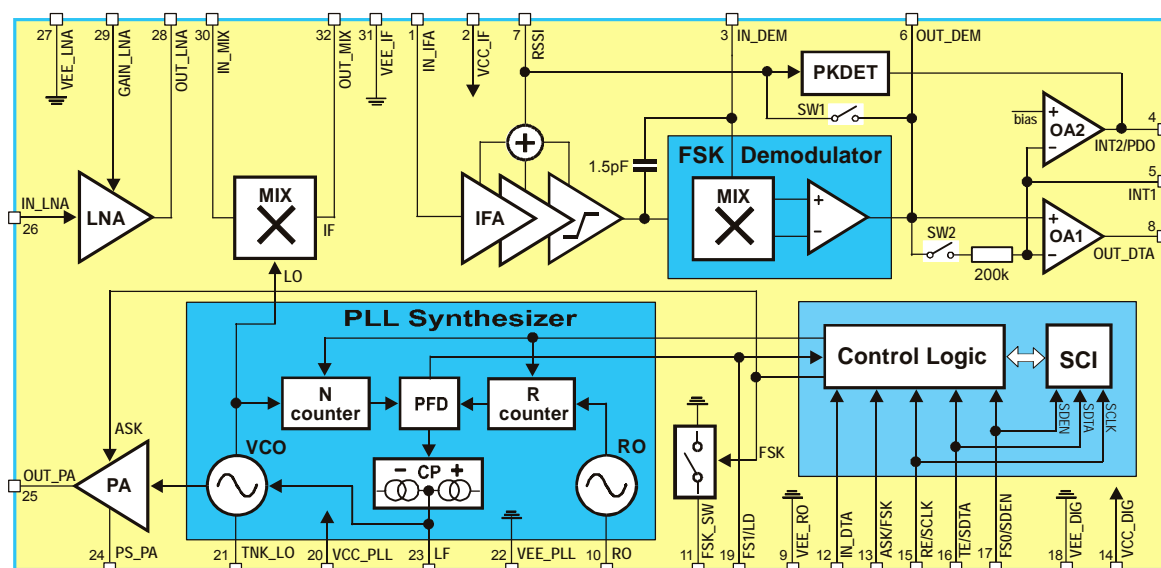 27 29 28 30 32 31 1 2 7 3 6
VEE_LNA
GAIN_LNA
OUT_LNA
IN_MIX
OUT_MIX
VEE_IF
IN_IFA
VCC_IF
RSSI
IN_DEM
OUT_DEM
PKDET
SW1
bias
+
OA2
−
4
INT2/PDO
1.5pF
FSK Demodulator
5
INT1
IN_LNA
26
LNA
MIX
IF
LO
+
IFA
MIX
+
−
SW2
200k
+
OA1
−
8
OUT_DTA
PLL Synthesizer
Control Logic
SCI
SDEN
SDTA
SCLK
N
counter
PFD
R
counter
ASK
VCO
− CP +
RO
FSK
OUT_PA
25
PA
24 PS_PA
21 TNK_LO
20 VCC_PLL
23 LF
22 VEE_PLL
10 RO
11 FSK_SW
19 FS1/LD
9 VEE_RO
12 IN_DTA
13 ASK/FSK
15 RE/SCLK
16 TE/SDTA
17 FS0/SDEN
18 VEE_DIG
14 VCC_DIG